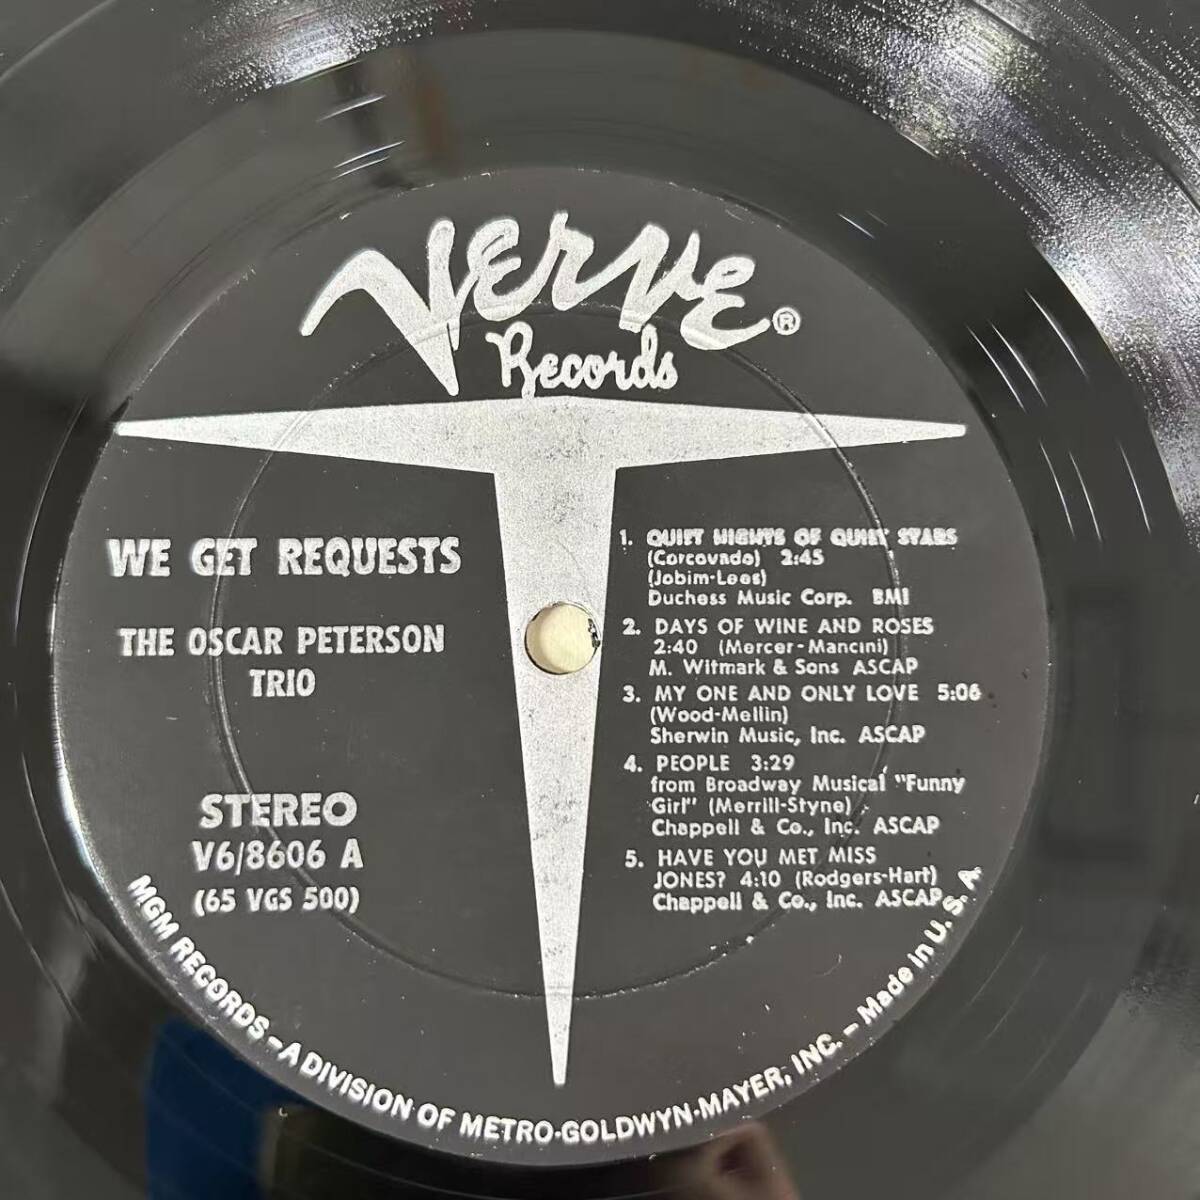 Verve®
Records
WE GET REQUESTS
THE OSCAR PETERSON
TRIO
STEREO
V6/8606 A
(65 VGS 500)
1. QUIET NIGHTS OF QUIET STARS
(Corcovado) 2:45
(Jobim-Lees)
Duchess Music Corp. BMI
2. DAYS OF WINE AND ROSES
2:40 (Mercer-Mancini)
M. Witmark & Sons ASCAP
3. MY ONE AND ONLY LOVE 5:06
(Wood-Mellin)
Sherwin Music, Inc. ASCAP
4. PEOPLE 3:29
from Broadway Musical "Funny
Girl" (Merrill-Styne)
Chappell & Co., Inc. ASCAP
5. HAVE YOU MET MISS
JONES? 4:10 (Rodgers-Hart)
Chappell & Co., Inc. ASCAP
MGM RECORDS - A DIVISION OF METRO-GOLDWYN-MAYER, INC. - Made in U.S.A.